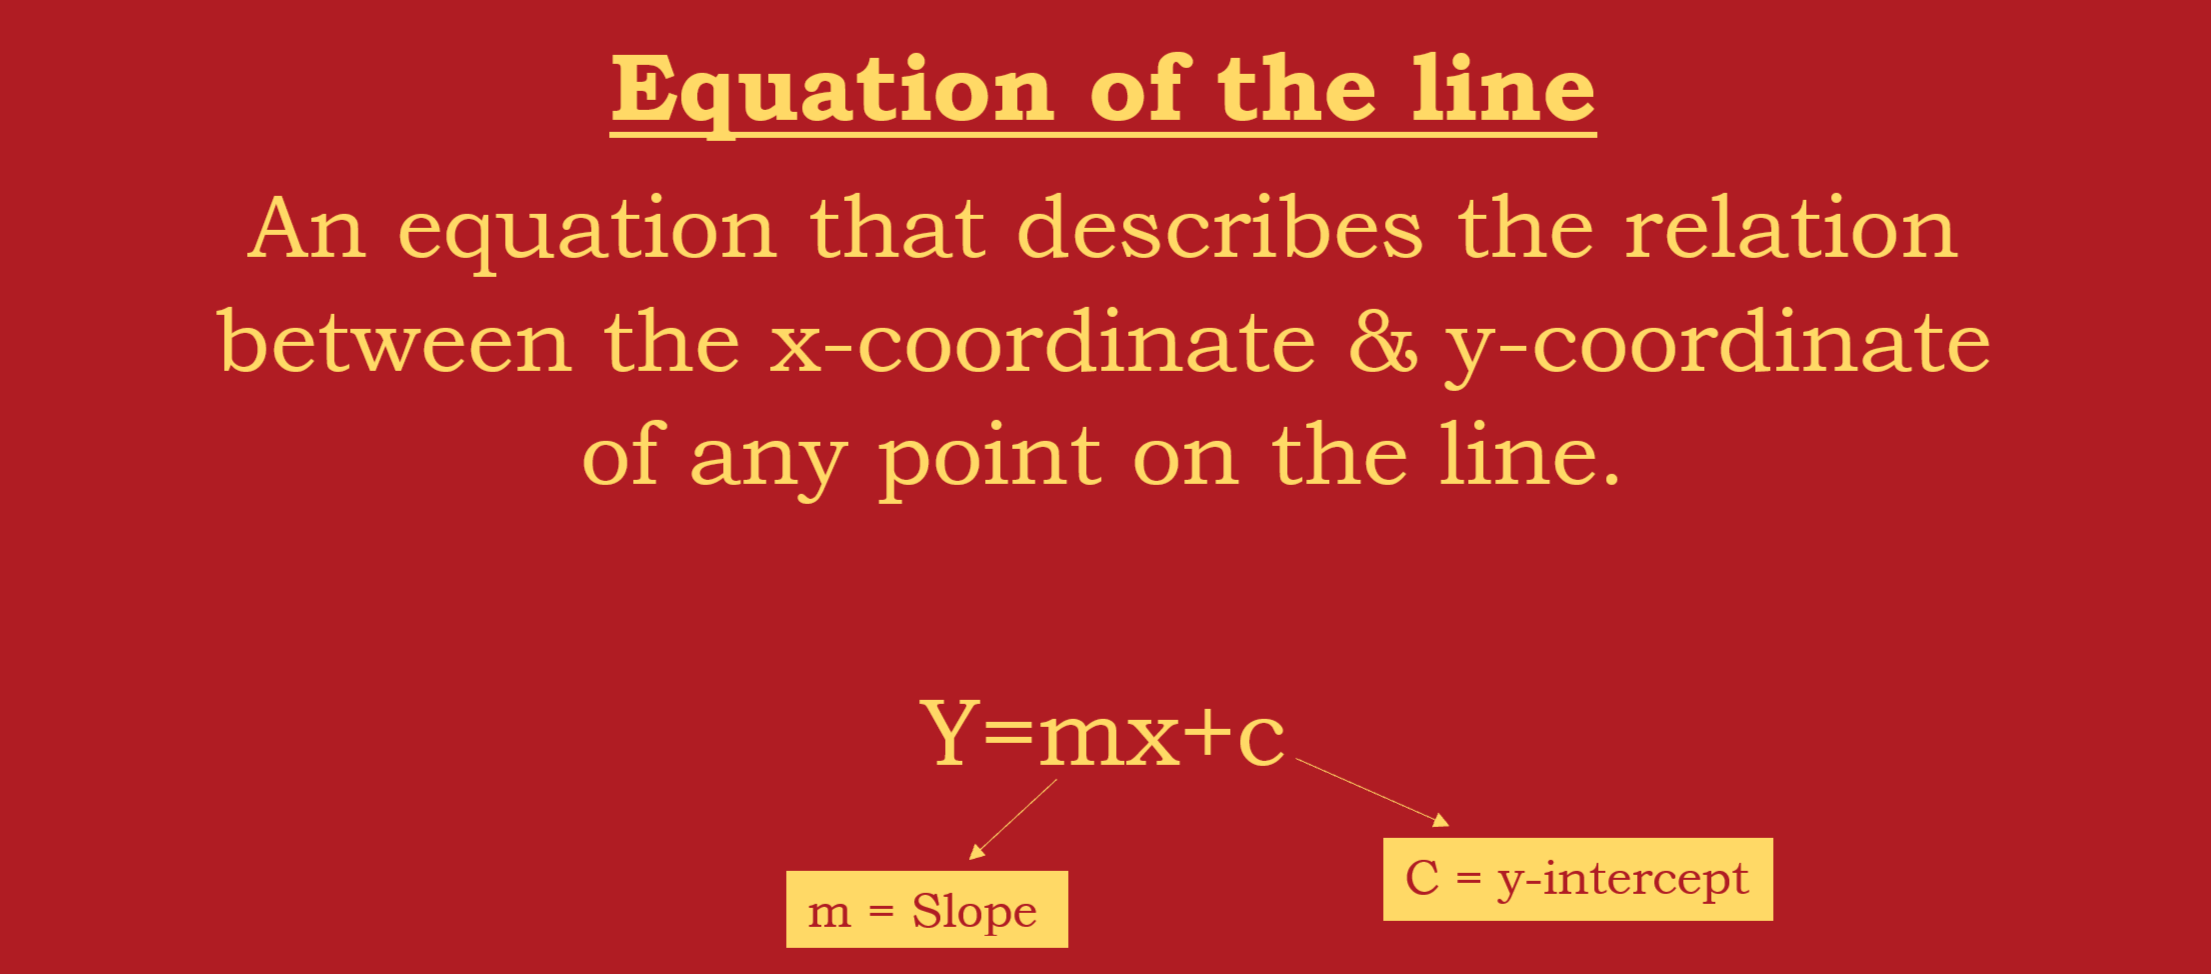 Equation of the line
An equation that describes the relation
between the x-coordinate & y-coordinate
of any point on the line.
Y=mx+c
m = Slope
C = y-intercept